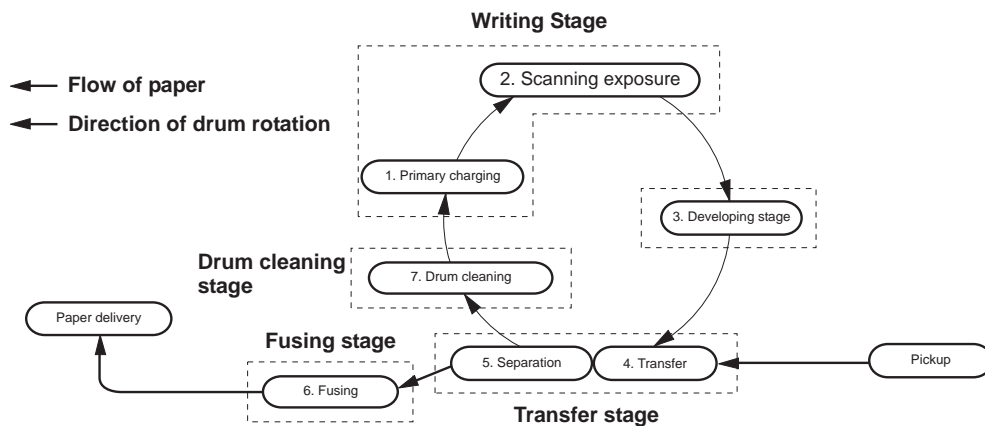 Writing Stage
2. Scanning exposure
Flow of paper
Direction of drum rotation
1. Primary charging
3. Developing stage
Drum cleaning
stage
7. Drum cleaning
Paper delivery
Fusing stage
5. Separation
4. Transfer
Pickup
6. Fusing
Transfer stage